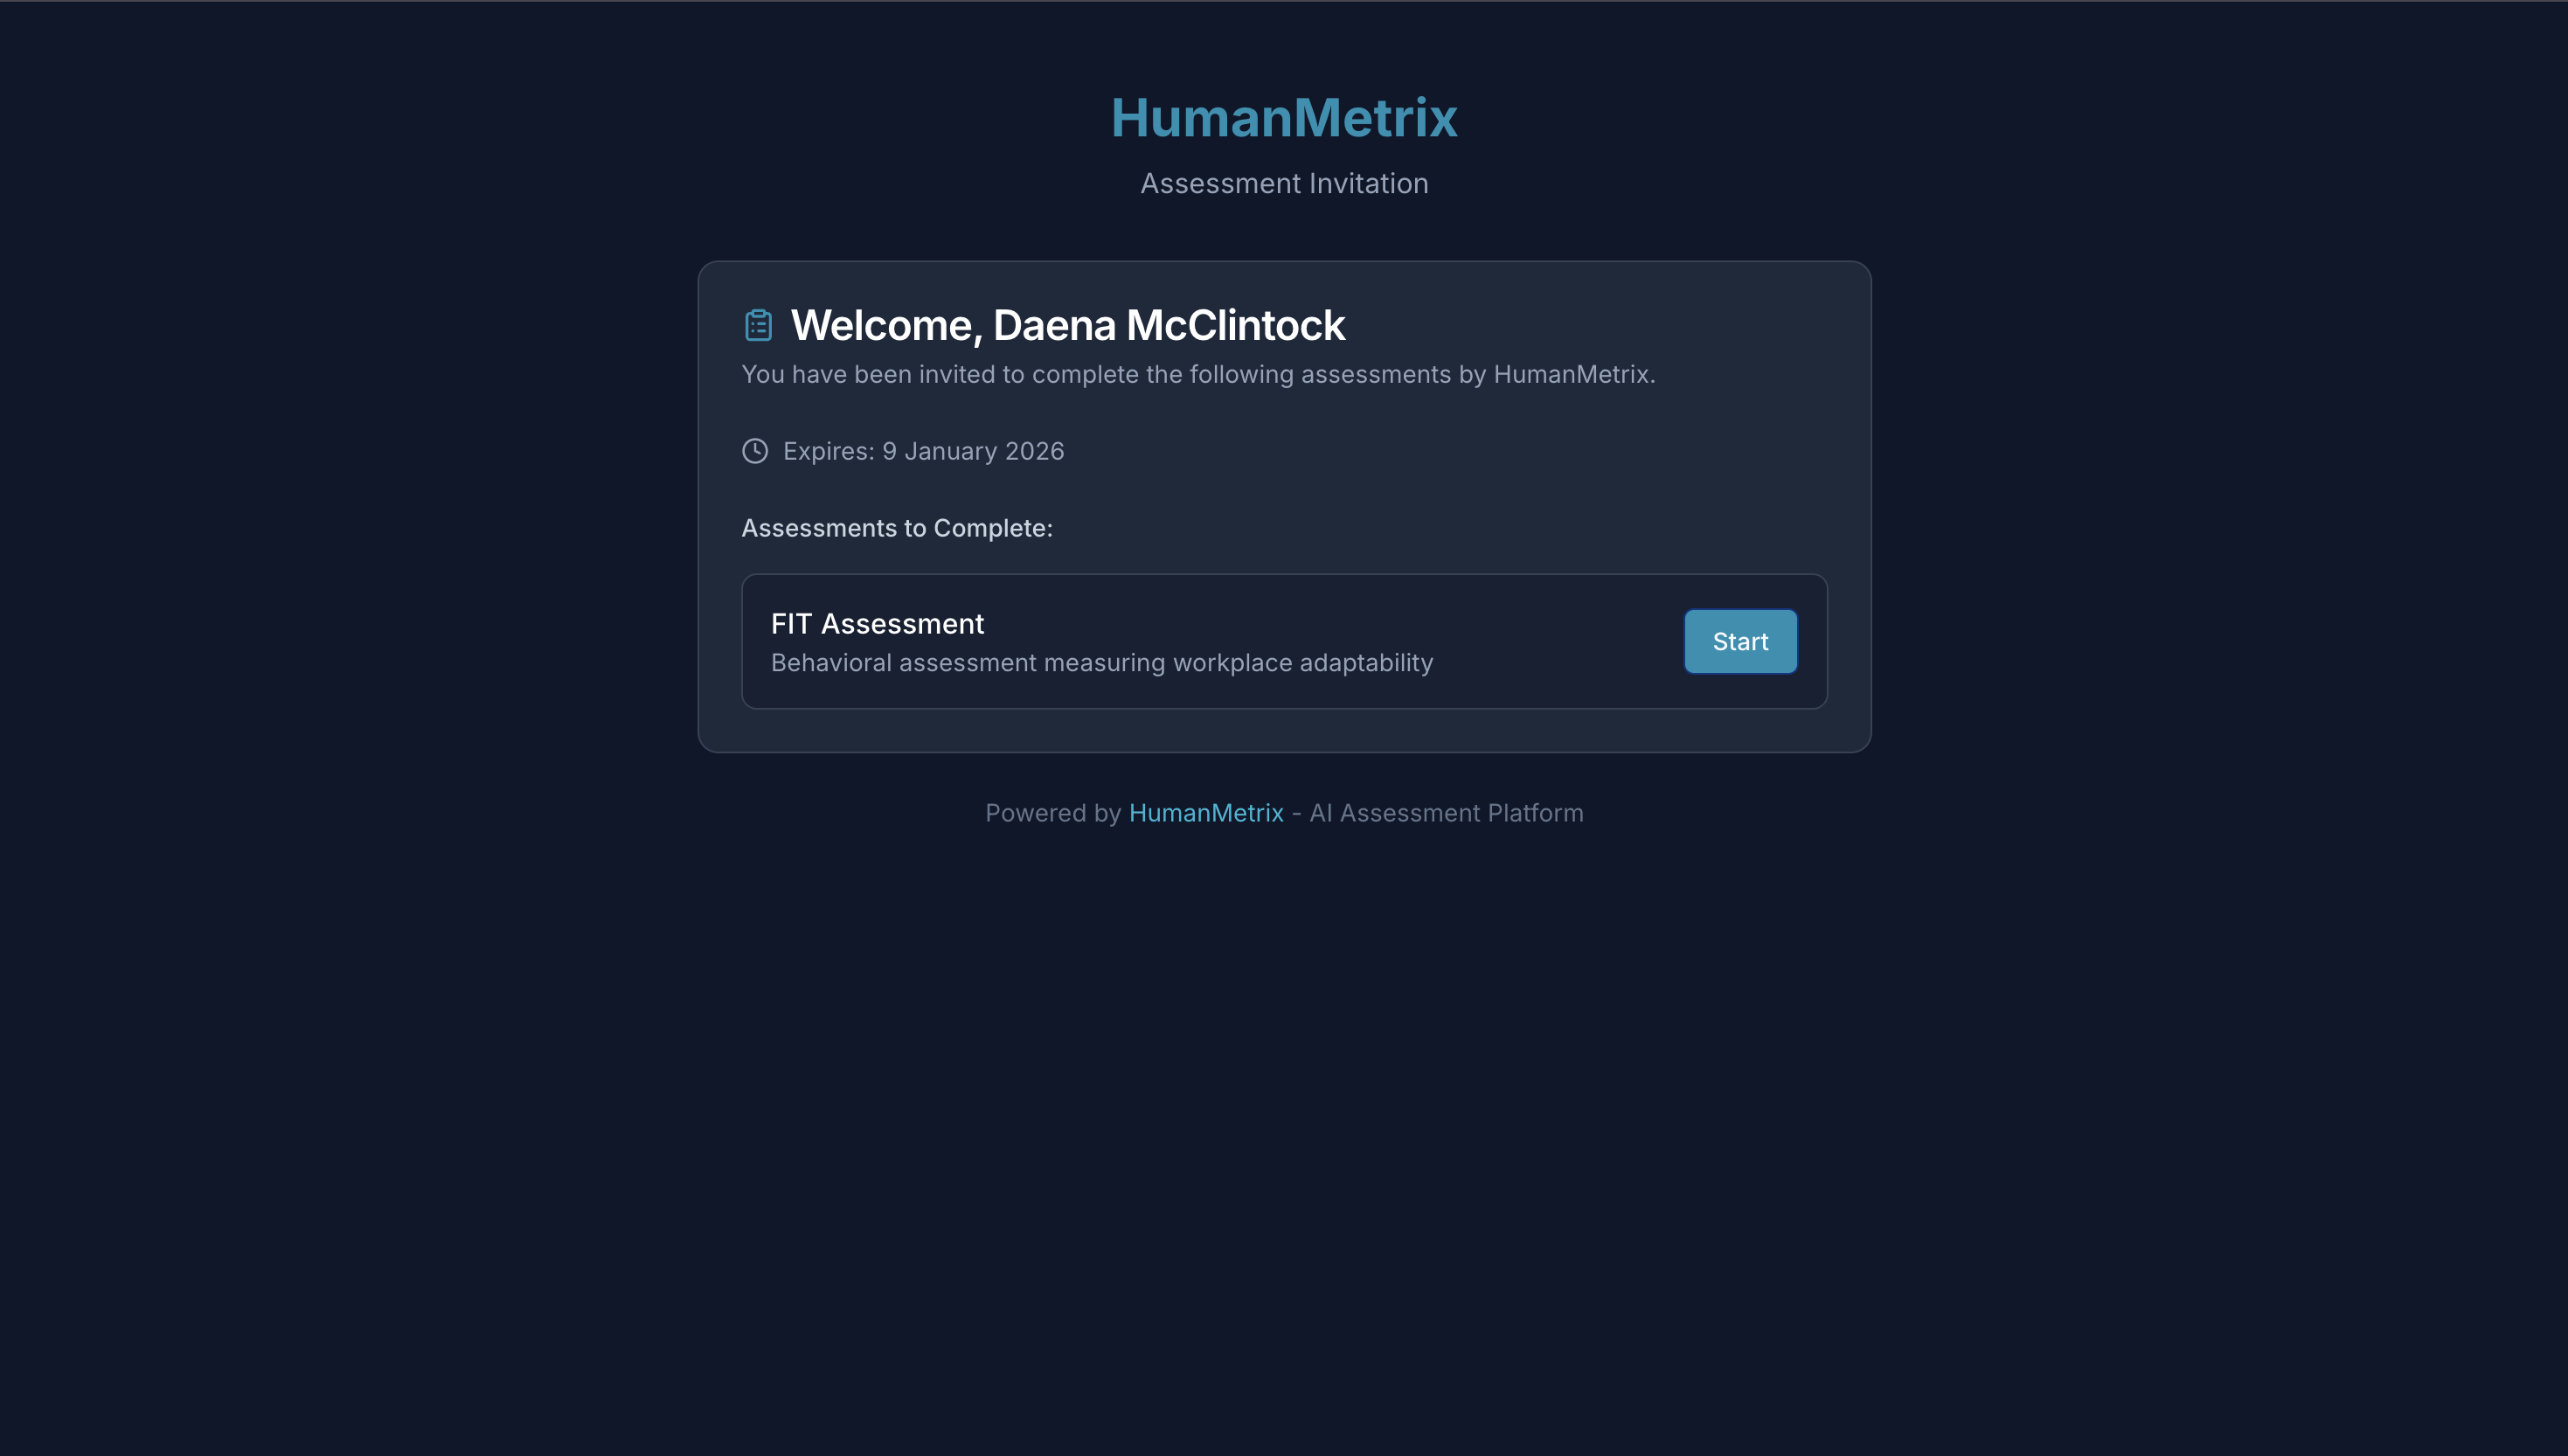 HumanMetrix
Assessment Invitation
Welcome, Daena McClintock
You have been invited to complete the following assessments by HumanMetrix.
Expires: 9 January 2026
Assessments to Complete:
FIT Assessment
Behavioral assessment measuring workplace adaptability
Start
Powered by HumanMetrix - AI Assessment Platform